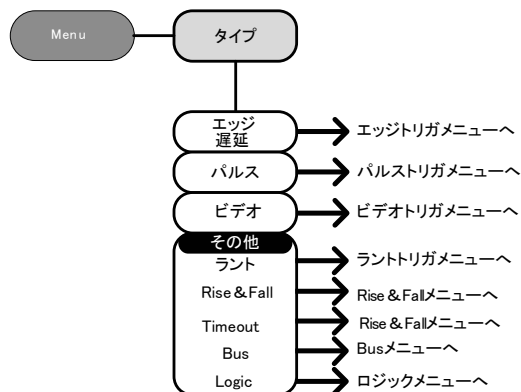 Menu
タイプ
エッジ
遅延
エッジトリガメニューへ
パルス
パルストリガメニューへ
ビデオ
ビデオトリガメニューへ
その他
ラント
ラントトリガメニューへ
Rise&Fall
Rise&Fallメニューへ
Timeout
Rise&Fallメニューへ
Bus
Busメニューへ
Logic
ロジックメニューへ